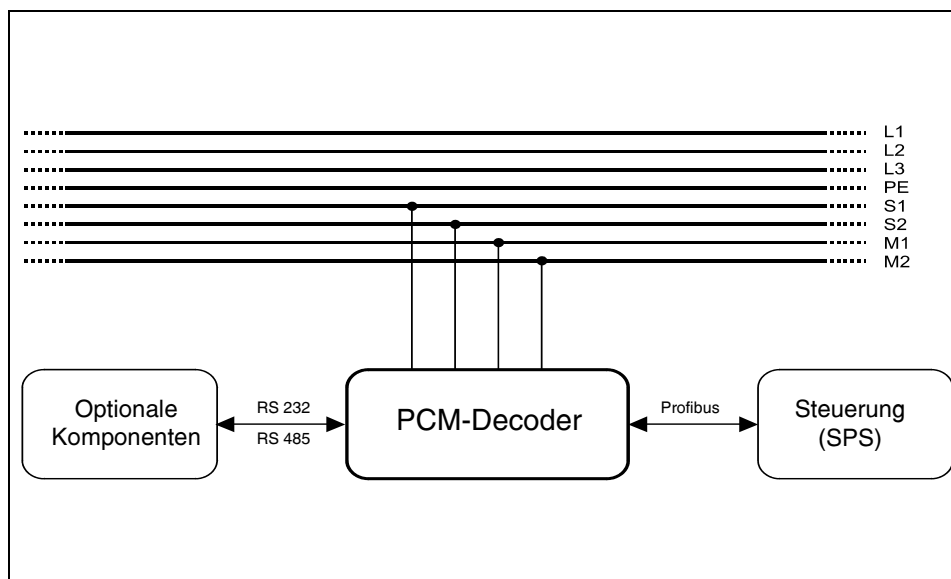 L1
L2
L3
PE
S1
S2
M1
M2
Optionale
Komponenten
RS 232
RS 485
PCM-Decoder
Profibus
Steuerung
(SPS)